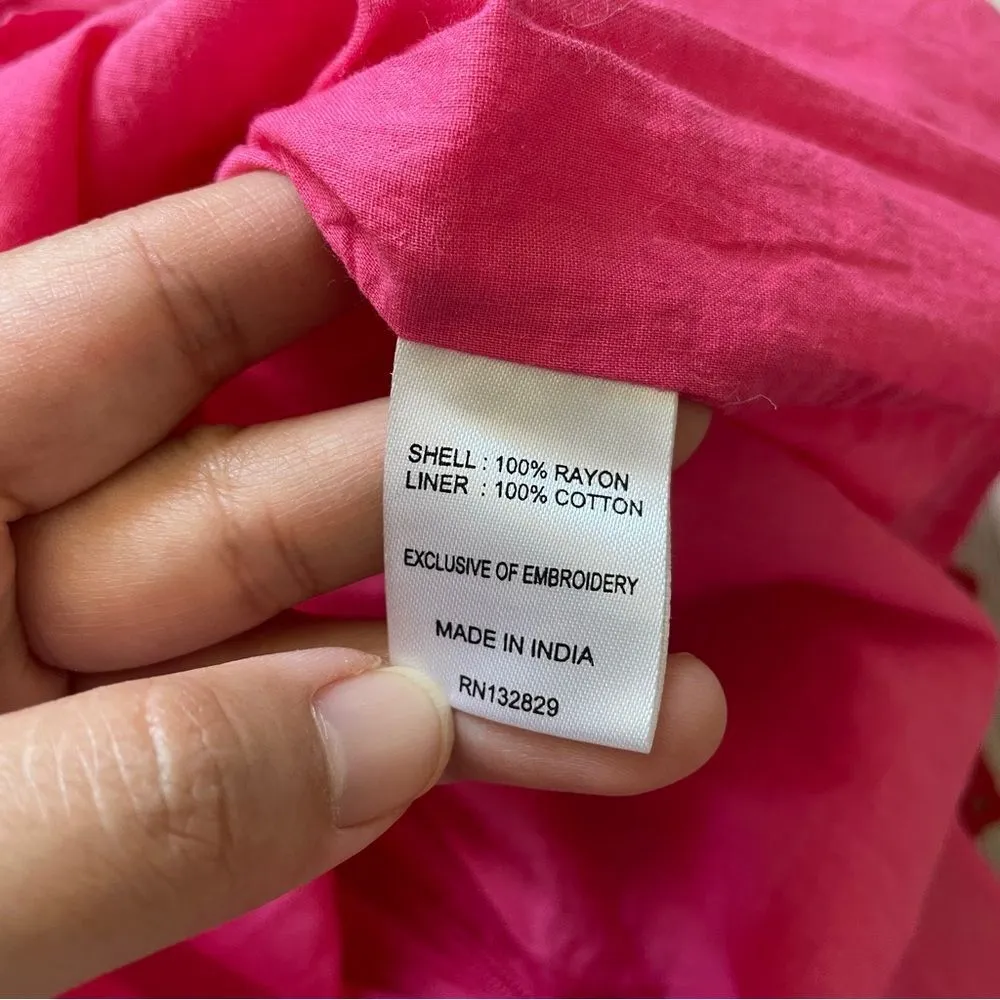 SHELL : 100% RAYON
LINER : 100% COTTON
EXCLUSIVE OF EMBROIDERY
MADE IN INDIA
RN132829